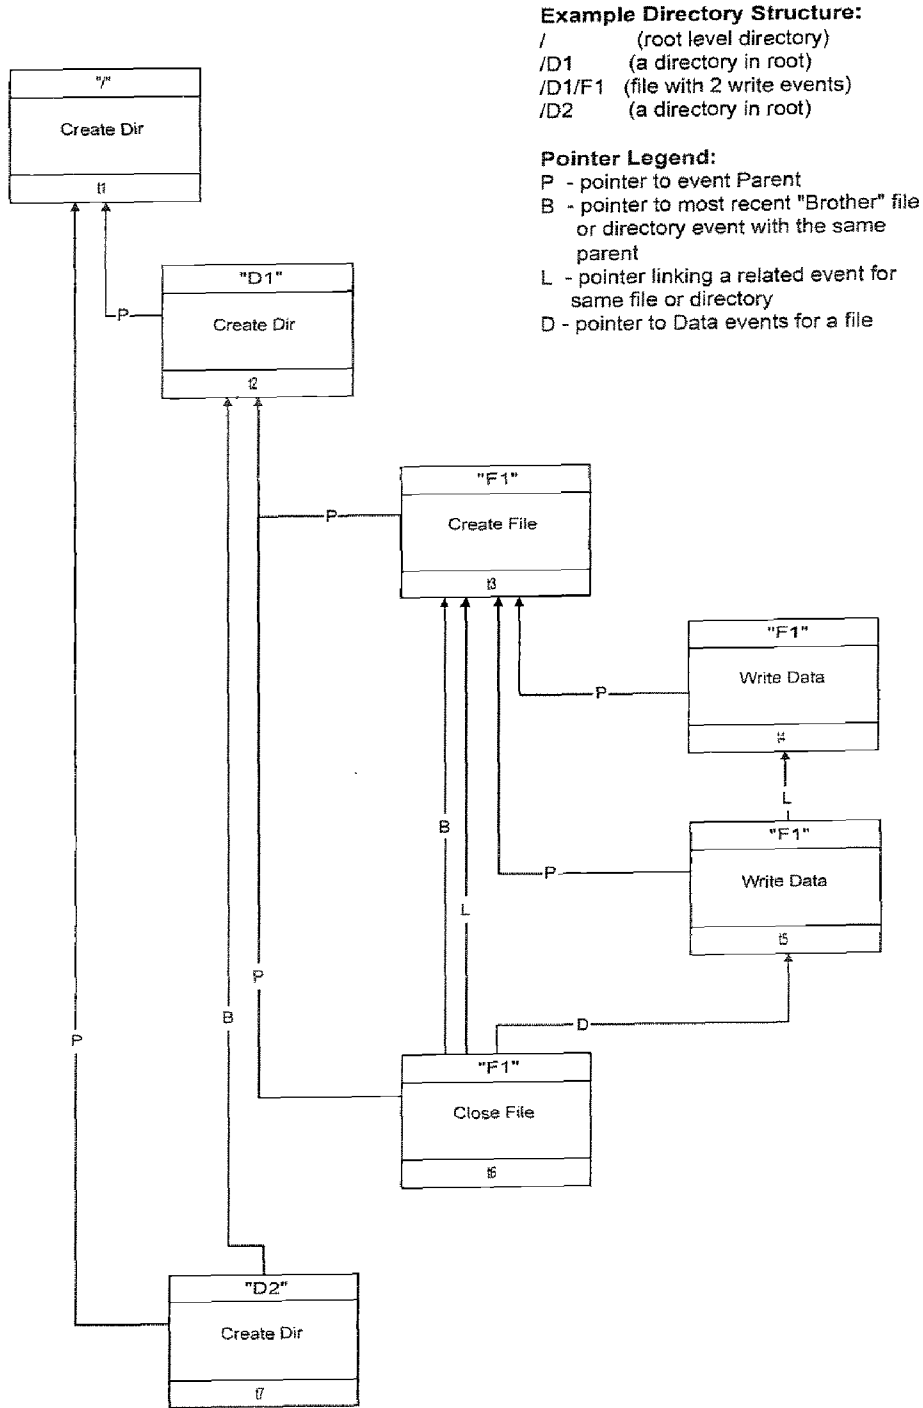 Example Directory Structure:
/ (root level directory)
/D1 (a directory in root)
/D1/F1 (file with 2 write events)
/D2 (a directory in root)
Pointer Legend:
P - pointer to event Parent
B - pointer to most recent "Brother" file
or directory event with the same
parent
L - pointer linking a related event for
same file or directory
D - pointer to Data events for a file
"/"
Create Dir
t1
"D1"
P
Create Dir
t2
"F1"
P
Create File
t3
"F1"
Write Data
P
t4
L
B
"F1"
P
Write Data
L
t5
P
B
D
P
"F1"
Close File
t6
"D2"
Create Dir
t7